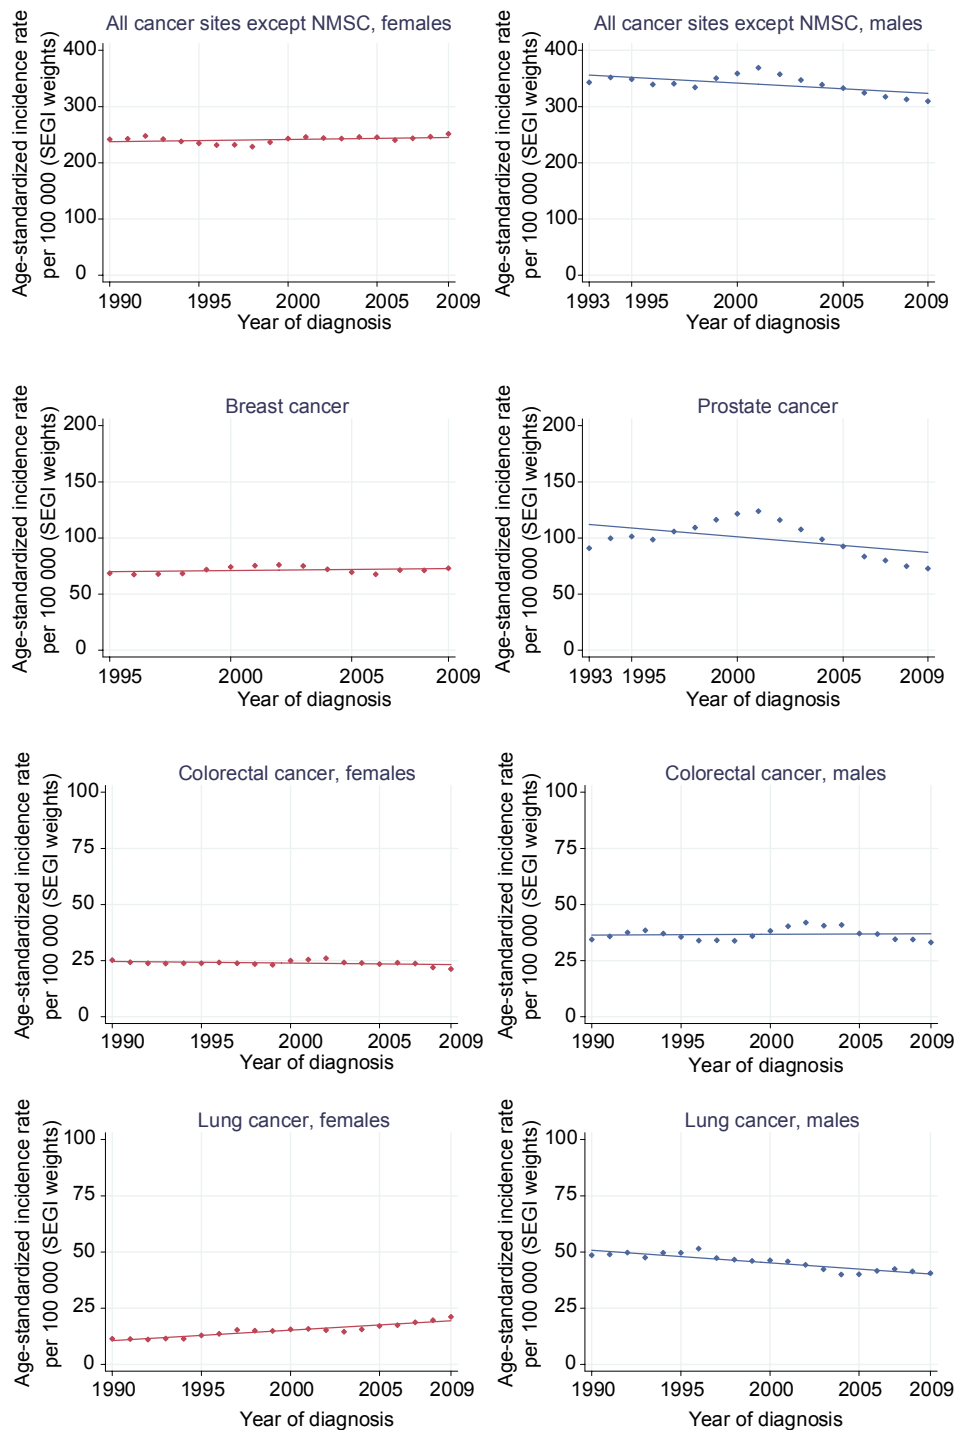 All cancer sites except NMSC, females
Age-standardized incidence rate
per 100 000 (SEGI weights)
400
300
200
100
0
1990 1995 2000 2005 2009
Year of diagnosis
All cancer sites except NMSC, males
Age-standardized incidence rate
per 100 000 (SEGI weights)
400
300
200
100
0
1993 1995 2000 2005 2009
Year of diagnosis
Breast cancer
Age-standardized incidence rate
per 100 000 (SEGI weights)
200
150
100
50
0
1995 2000 2005 2009
Year of diagnosis
Prostate cancer
Age-standardized incidence rate
per 100 000 (SEGI weights)
200
150
100
50
0
1993 1995 2000 2005 2009
Year of diagnosis
Colorectal cancer, females
Age-standardized incidence rate
per 100 000 (SEGI weights)
100
75
50
25
0
1990 1995 2000 2005 2009
Year of diagnosis
Colorectal cancer, males
Age-standardized incidence rate
per 100 000 (SEGI weights)
100
75
50
25
0
1990 1995 2000 2005 2009
Year of diagnosis
Lung cancer, females
Age-standardized incidence rate
per 100 000 (SEGI weights)
100
75
50
25
0
1990 1995 2000 2005 2009
Year of diagnosis
Lung cancer, males
Age-standardized incidence rate
per 100 000 (SEGI weights)
100
75
50
25
0
1990 1995 2000 2005 2009
Year of diagnosis